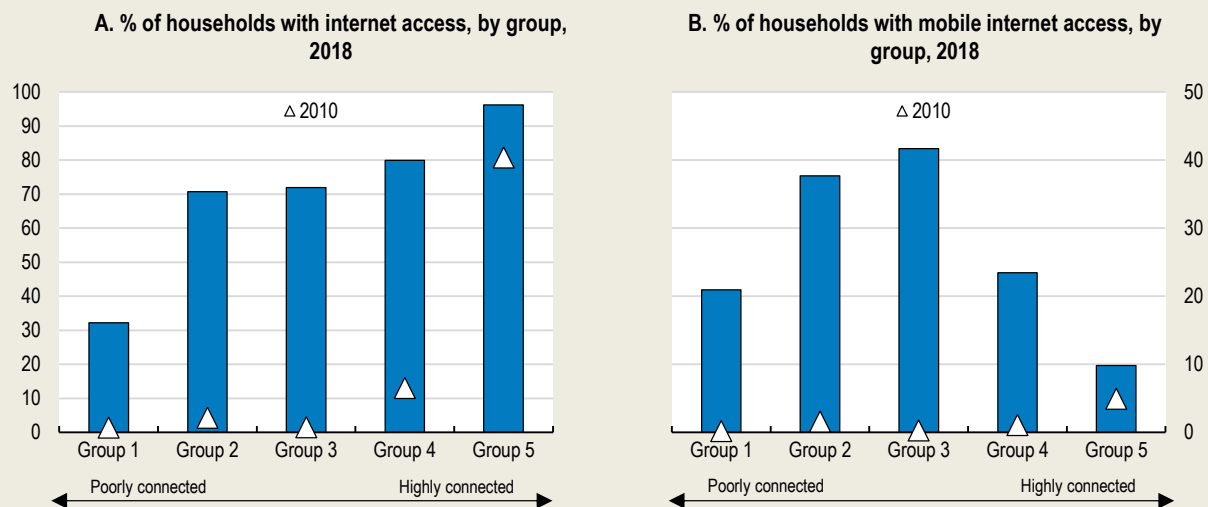 A. % of households with internet access, by group,
2018
△ 2010
100
90
80
70
60
50
40
30
20
10
0
Group 1 Group 2 Group 3 Group 4 Group 5
Poorly connected Highly connected
B. % of households with mobile internet access, by
group, 2018
△ 2010
50
40
30
20
10
0
Group 1 Group 2 Group 3 Group 4 Group 5
Poorly connected Highly connected